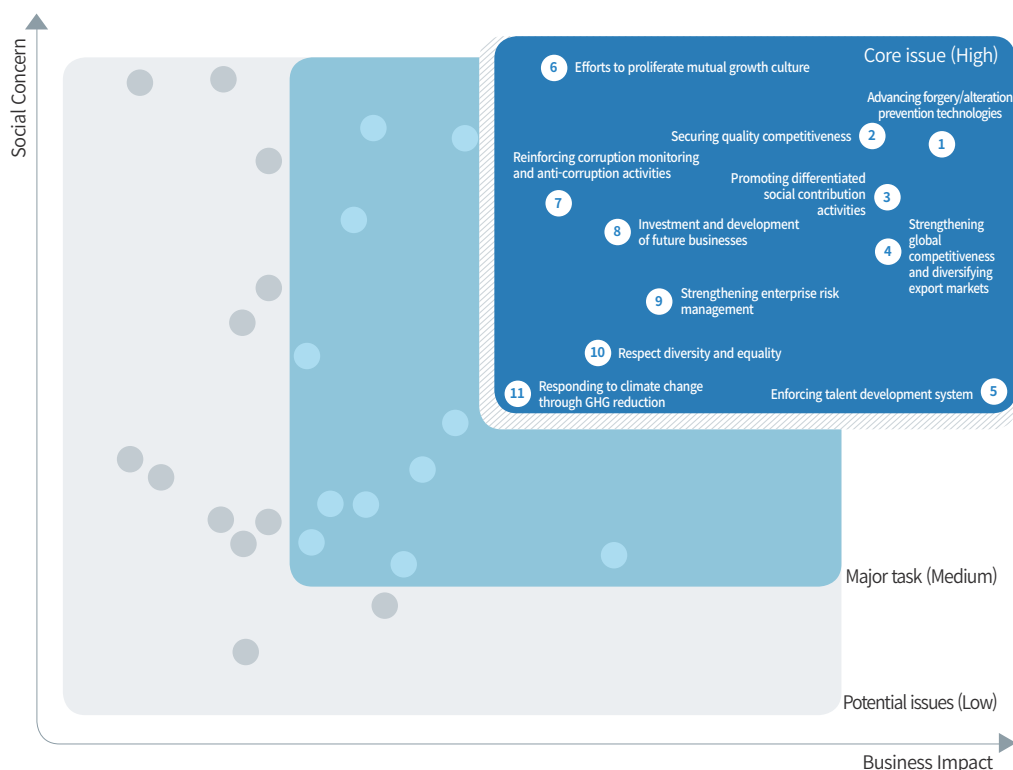 Social Concern
Core issue (High)
6
Efforts to proliferate mutual growth culture
Advancing forgery/alteration
prevention technologies
1
Securing quality competitiveness
2
Reinforcing corruption monitoring
and anti-corruption activities
7
Promoting differentiated
social contribution
activities
3
8
Investment and development
of future businesses
4
Strengthening
global
competitiveness
and diversifying
export markets
9
Strengthening enterprise risk
management
10
Respect diversity and equality
11
Responding to climate change
through GHG reduction
Enforcing talent development system
5
Major task (Medium)
Potential issues (Low)
Business Impact